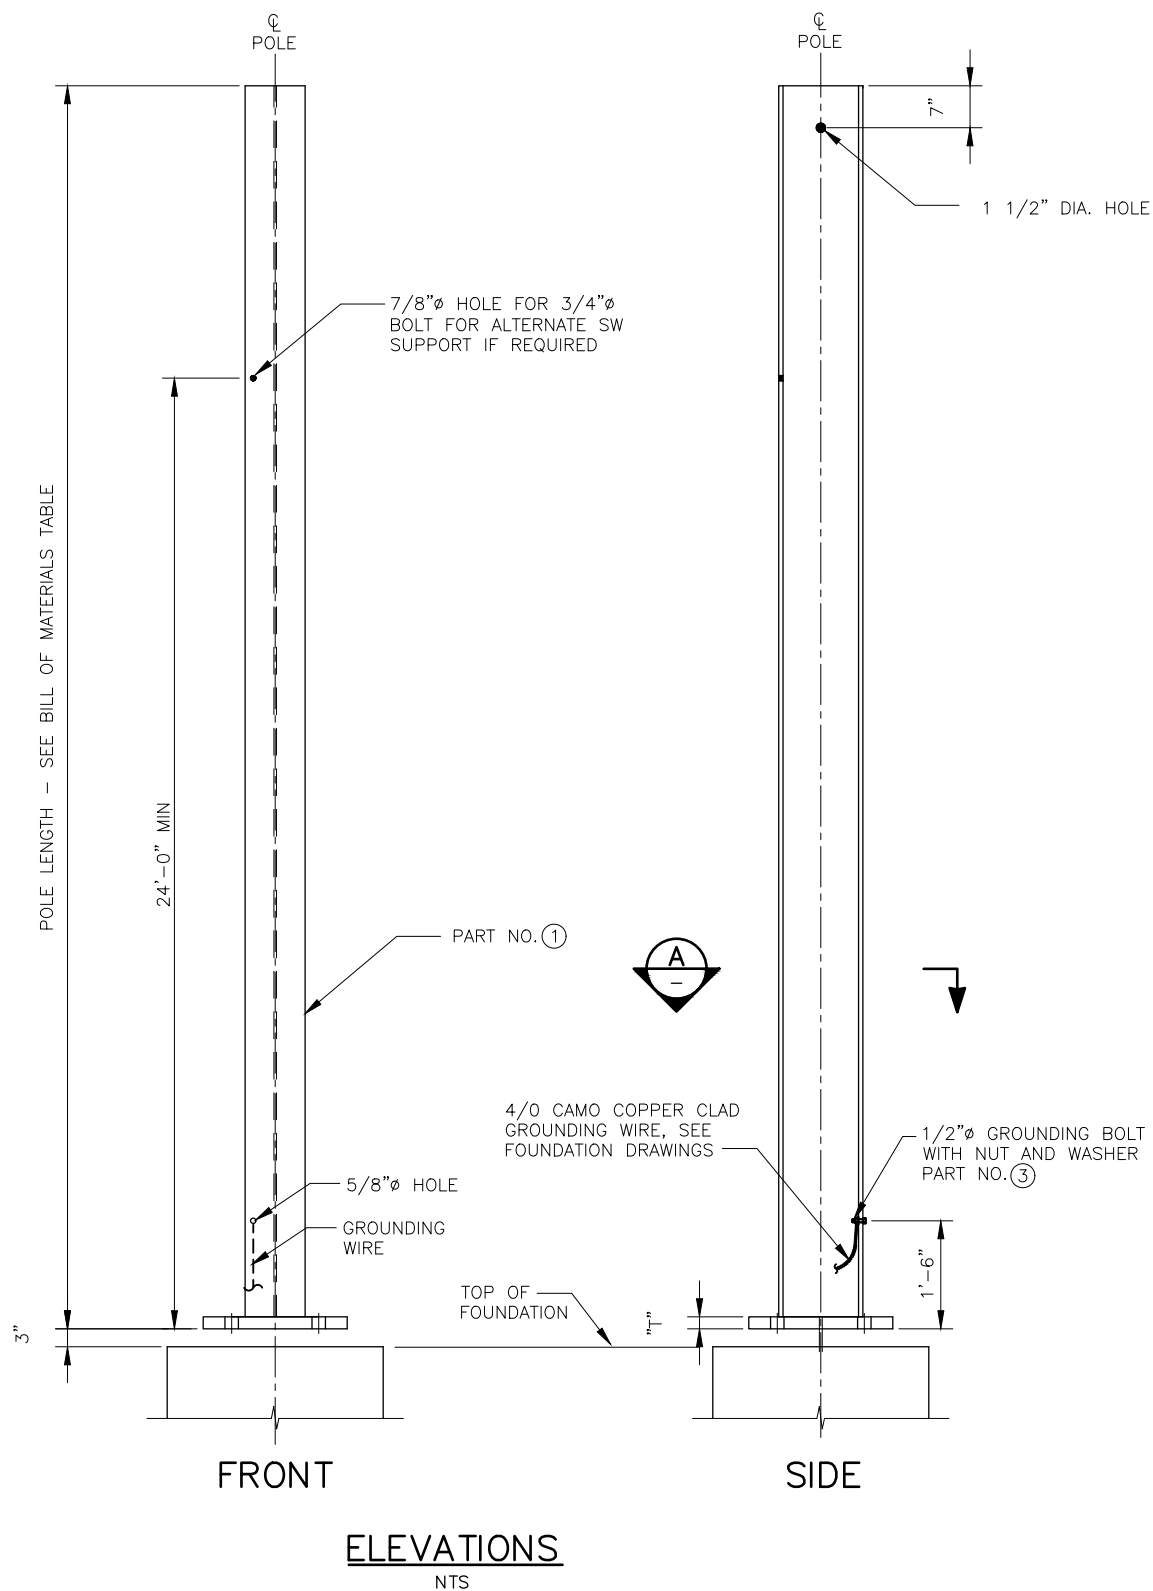 ℄
POLE
℄
POLE
7"
1 1/2" DIA. HOLE
7/8"ø HOLE FOR 3/4"ø
BOLT FOR ALTERNATE SW
SUPPORT IF REQUIRED
POLE LENGTH – SEE BILL OF MATERIALS TABLE
24'–0" MIN
PART NO. 1
A
–
4/0 CAMO COPPER CLAD
GROUNDING WIRE, SEE
FOUNDATION DRAWINGS
1/2"ø GROUNDING BOLT
WITH NUT AND WASHER
PART NO. 3
5/8"ø HOLE
GROUNDING
WIRE
1'–6"
TOP OF
FOUNDATION
"T"
3"
FRONT
SIDE
ELEVATIONS
NTS